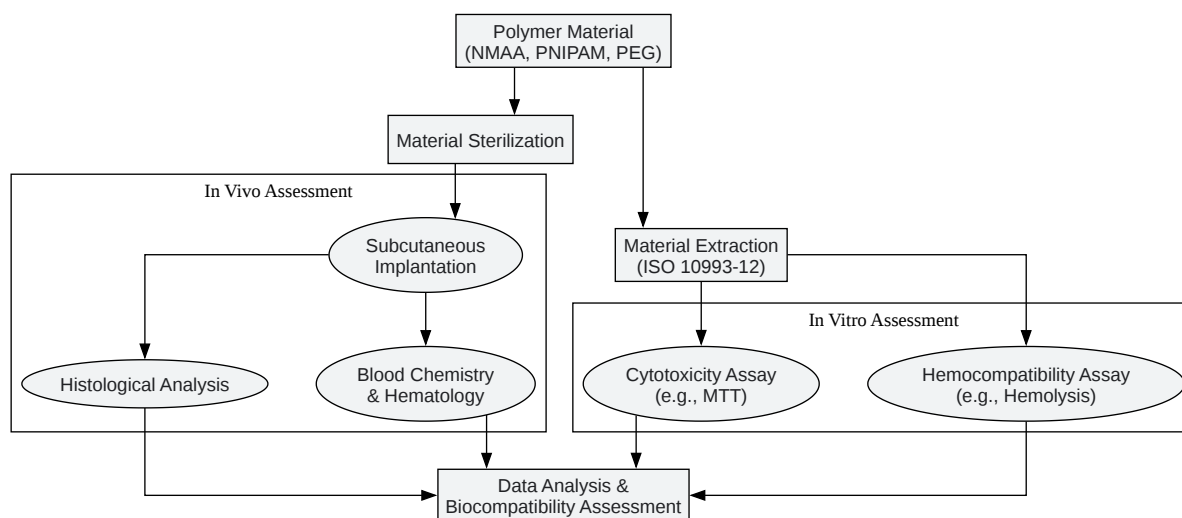 Polymer Material
(NMAA, PNIPAM, PEG)
Material Sterilization
In Vivo Assessment
Subcutaneous
Implantation
Material Extraction
(ISO 10993-12)
In Vitro Assessment
Histological Analysis
Blood Chemistry
& Hematology
Cytotoxicity Assay
(e.g., MTT)
Hemocompatibility Assay
(e.g., Hemolysis)
Data Analysis &
Biocompatibility Assessment